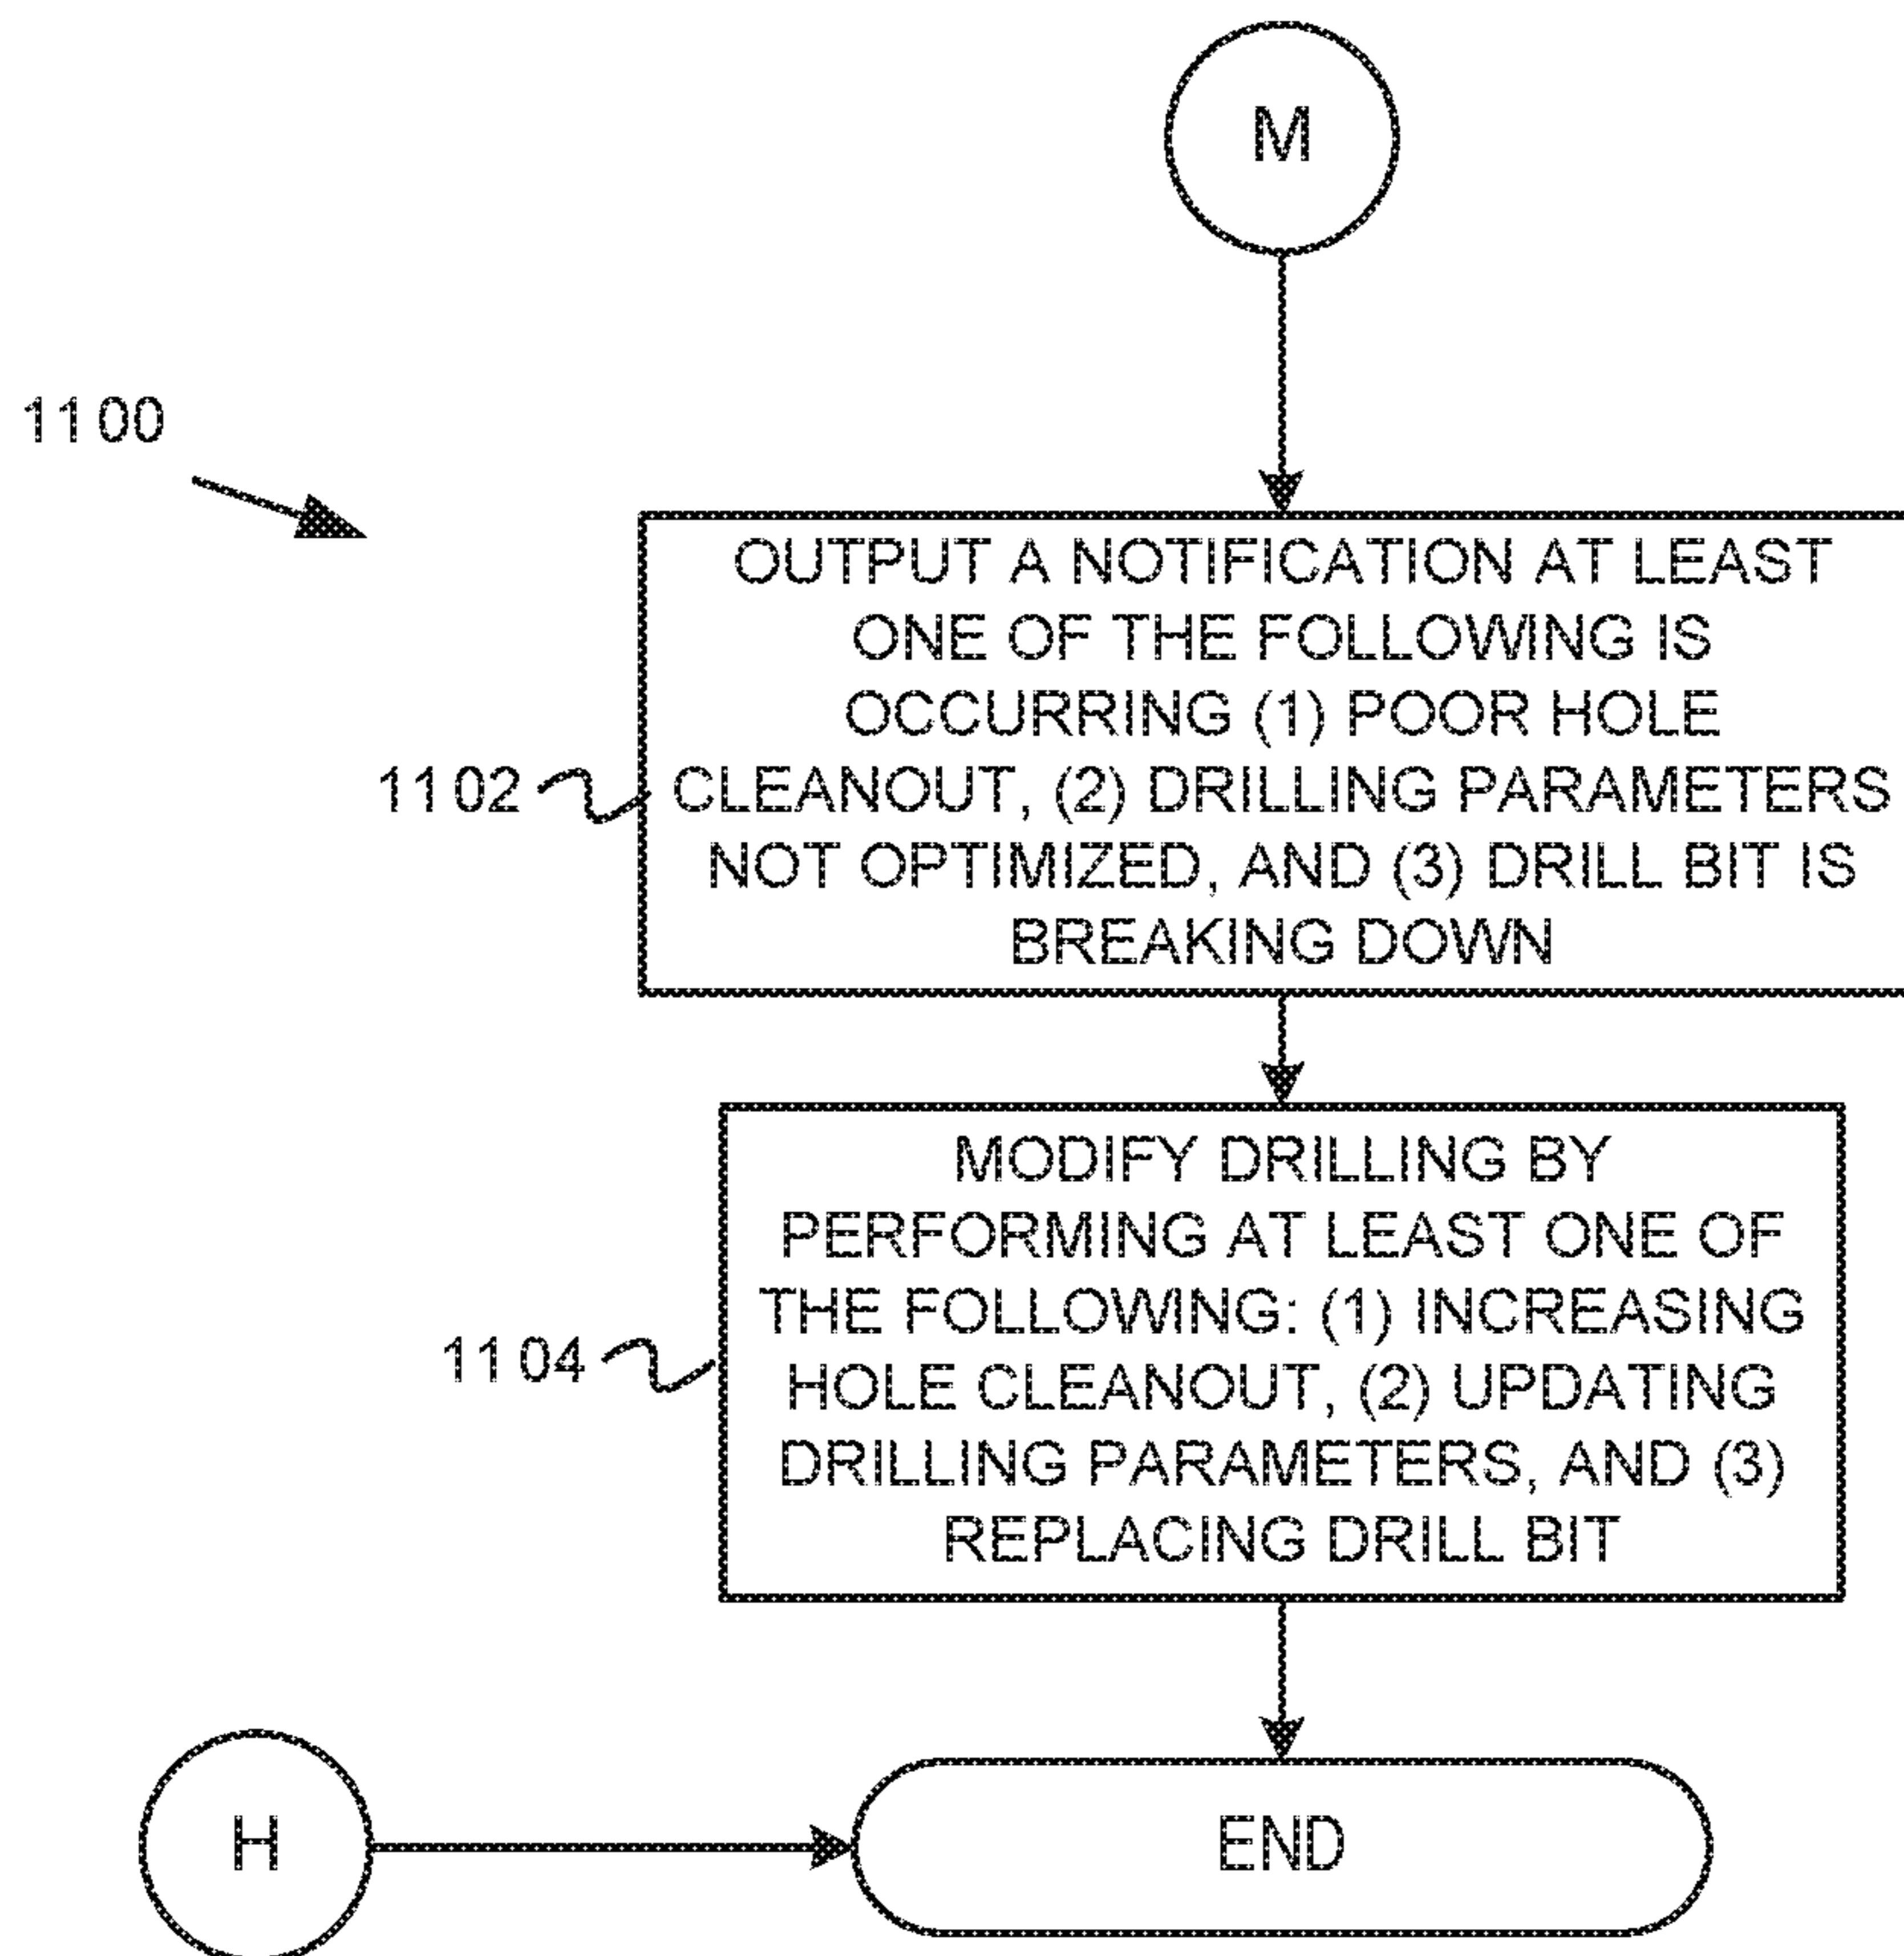 M
1100
OUTPUT A NOTIFICATION AT LEAST
ONE OF THE FOLLOWING IS
OCCURRING (1) POOR HOLE
1102
CLEANOUT, (2) DRILLING PARAMETERS
NOT OPTIMIZED, AND (3) DRILL BIT IS
BREAKING DOWN
MODIFY DRILLING BY
PERFORMING AT LEAST ONE OF
THE FOLLOWING: (1) INCREASING
1104
HOLE CLEANOUT, (2) UPDATING
DRILLING PARAMETERS, AND (3)
REPLACING DRILL BIT
H
END